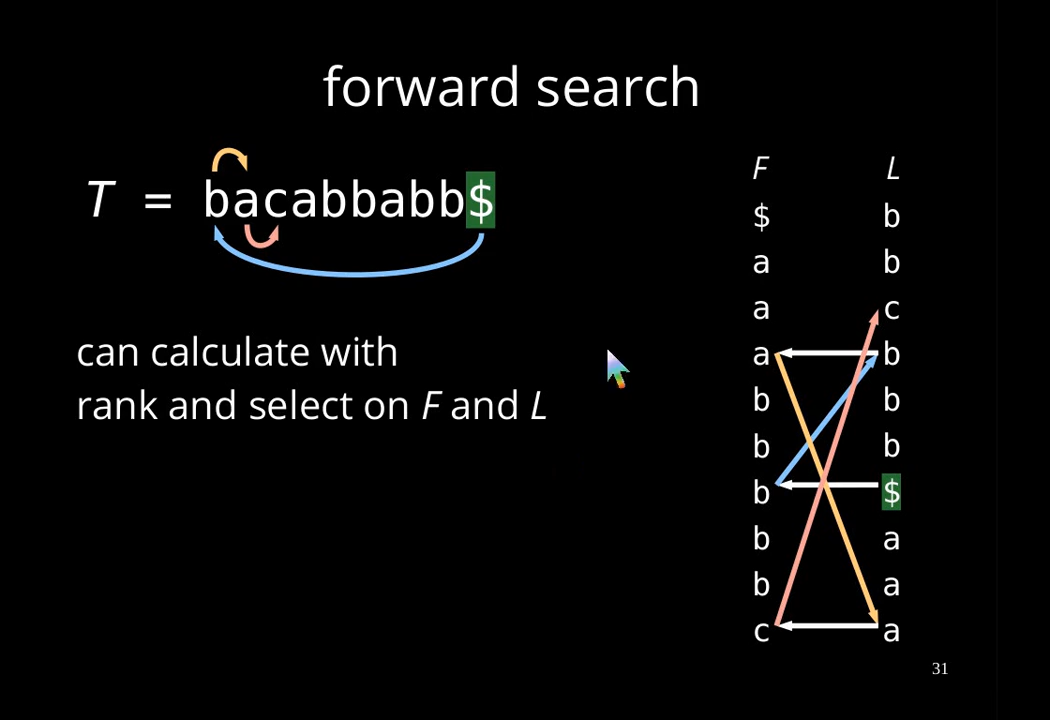 forward search
T = bacabbabb$
can calculate with
rank and select on F and L
F L
$ b
a b
a c
a b
b b
b b
b $
b a
b a
c a
31